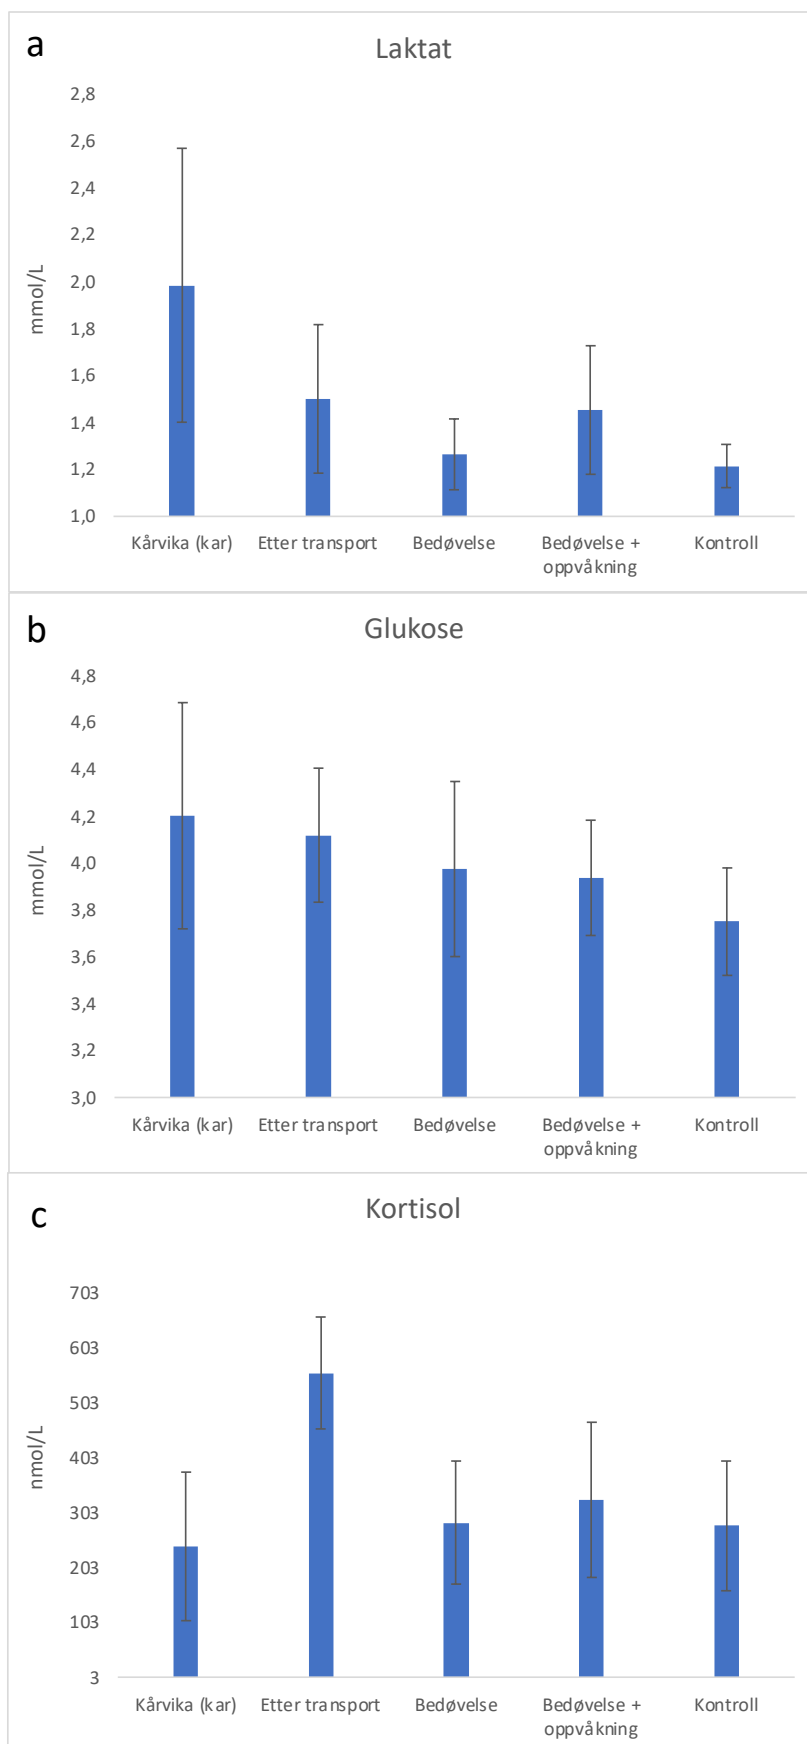 a
Laktat
2,8
2,6
2,4
2,2
2,0
1,8
1,6
1,4
1,2
1,0
mmol/L
Kårvika (kar) Etter transport Bedøvelse Bedøvelse + Kontroll
oppvåkning
b
Glukose
4,8
4,6
4,4
4,2
4,0
3,8
3,6
3,4
3,2
3,0
mmol/L
Kårvika (kar) Etter transport Bedøvelse Bedøvelse + Kontroll
oppvåkning
c
Kortisol
703
603
503
403
303
203
103
3
nmol/L
Kårvika (kar) Etter transport Bedøvelse Bedøvelse + Kontroll
oppvåkning